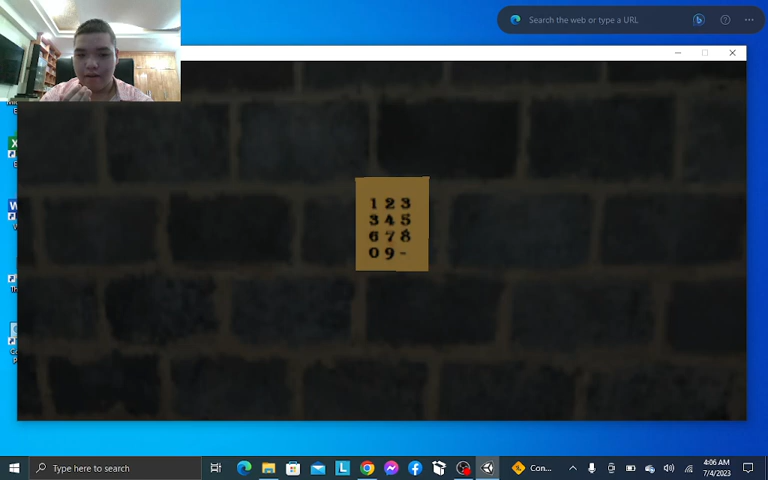 Search the web or type a URL
1 2 3
3 4 5
6 7 8
0 9 -
Type here to search
Con...
4:06 AM
7/4/2023